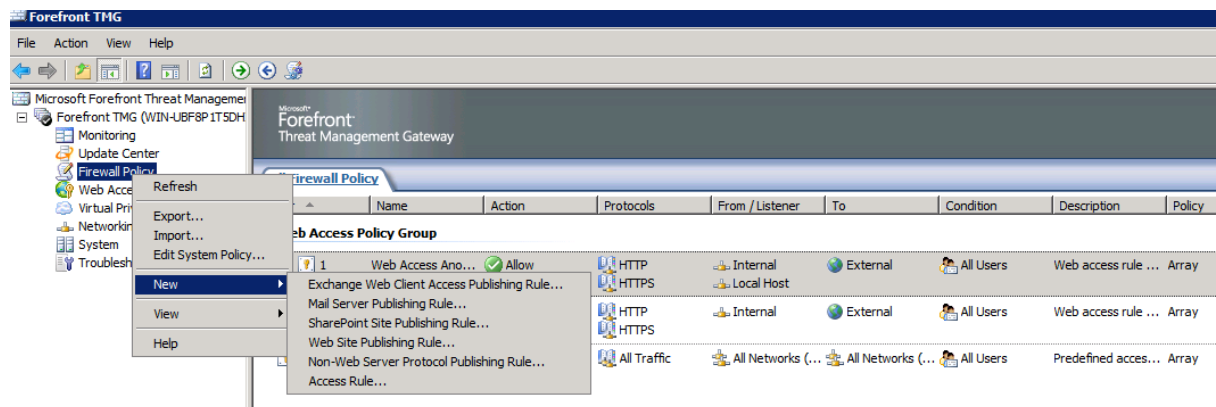 Forefront TMG
File Action View Help
Microsoft Forefront Threat Manageme
Forefront TMG (WIN-UBF8P1T5DH
Monitoring
Update Center
Firewall Policy
Web Acce
Virtual Pri
Networkin
System
Troublesh
Refresh
Export...
Import...
Edit System Policy...
New
View
Help
Exchange Web Client Access Publishing Rule...
Mail Server Publishing Rule...
SharePoint Site Publishing Rule...
Web Site Publishing Rule...
Non-Web Server Protocol Publishing Rule...
Access Rule...
Microsoft
Forefront
Threat Management Gateway
Firewall Policy
Name Action Protocols From / Listener To Condition Description Policy
eb Access Policy Group
1 Web Access Ano... Allow HTTP Internal External All Users Web access rule ... Array
HTTPS Local Host
HTTP Internal External All Users Web access rule ... Array
HTTPS
All Traffic All Networks (... All Networks (... All Users Predefined acces... Array